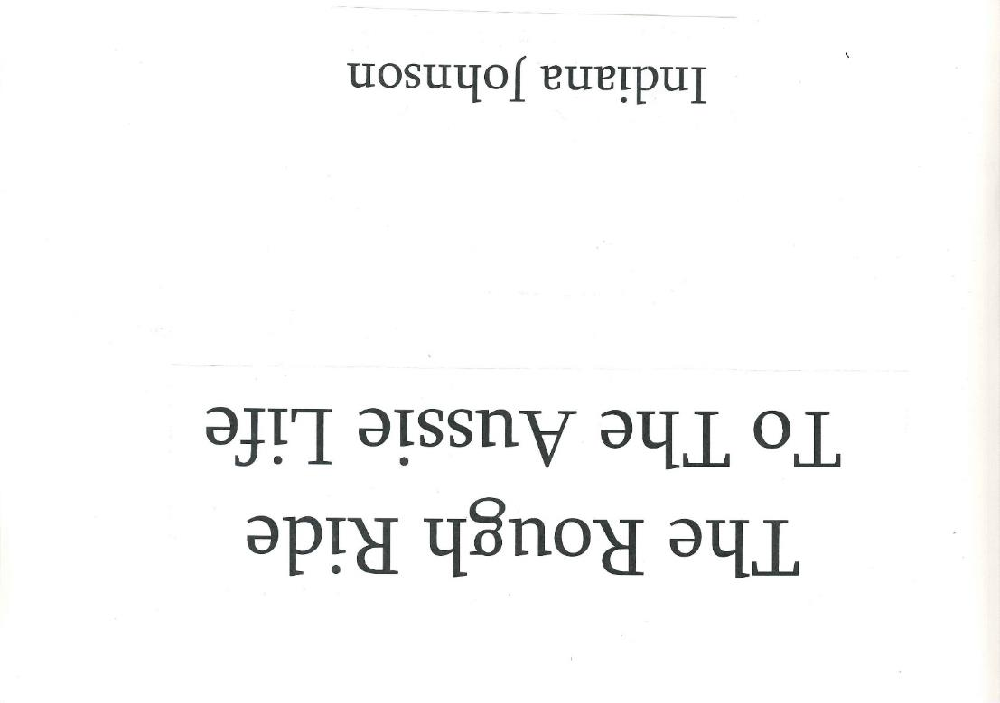 The Rough Ride
To The Aussie Life
Indiana Johnson